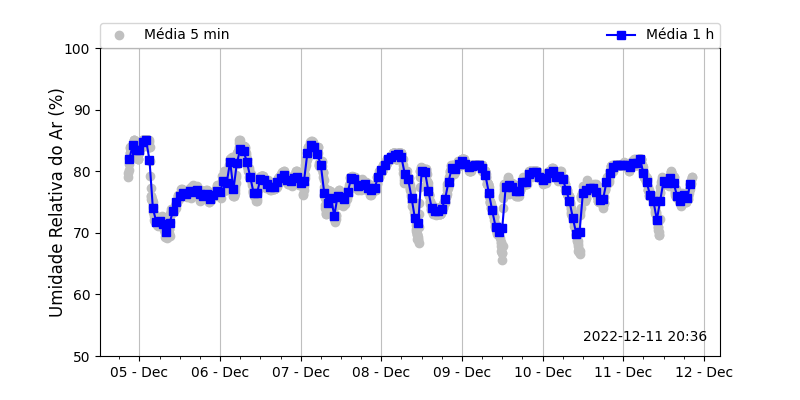 Média 5 min
Média 1 h
Umidade Relativa do Ar (%)
100
90
80
70
60
50
2022-12-11 20:36
05 - Dec
06 - Dec
07 - Dec
08 - Dec
09 - Dec
10 - Dec
11 - Dec
12 - Dec